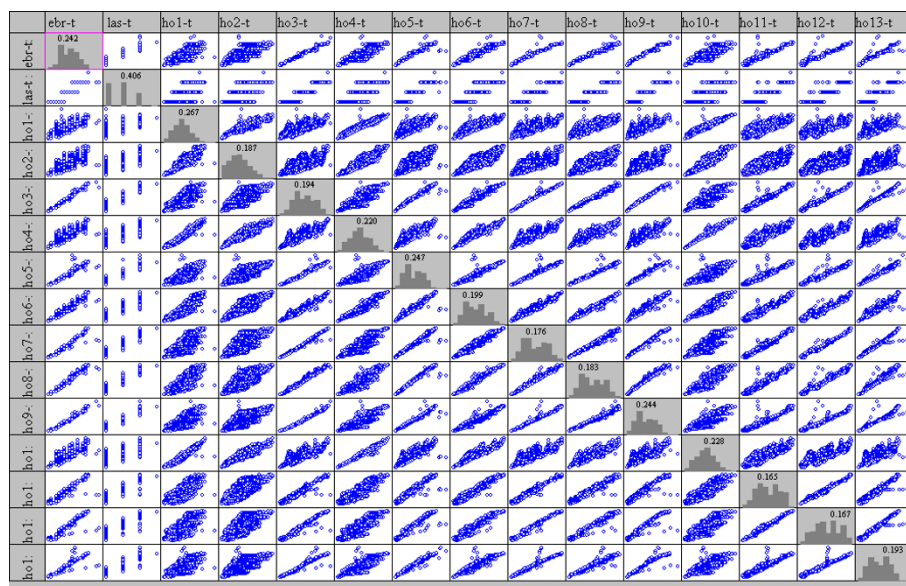 ebr-t las-t ho1-t ho2-t ho3-t ho4-t ho5-t ho6-t ho7-t ho8-t ho9-t ho10-t ho11-t ho12-t ho13-t
ebr-t: 0.242
las-t: 0.406
ho1-: 0.267
ho2-: 0.187
ho3-: 0.194
ho4-: 0.220
ho5-: 0.247
ho6-: 0.199
ho7-: 0.176
ho8-: 0.183
ho9-: 0.244
ho1: 0.228
ho1: 0.165
ho1: 0.167
ho1: 0.193